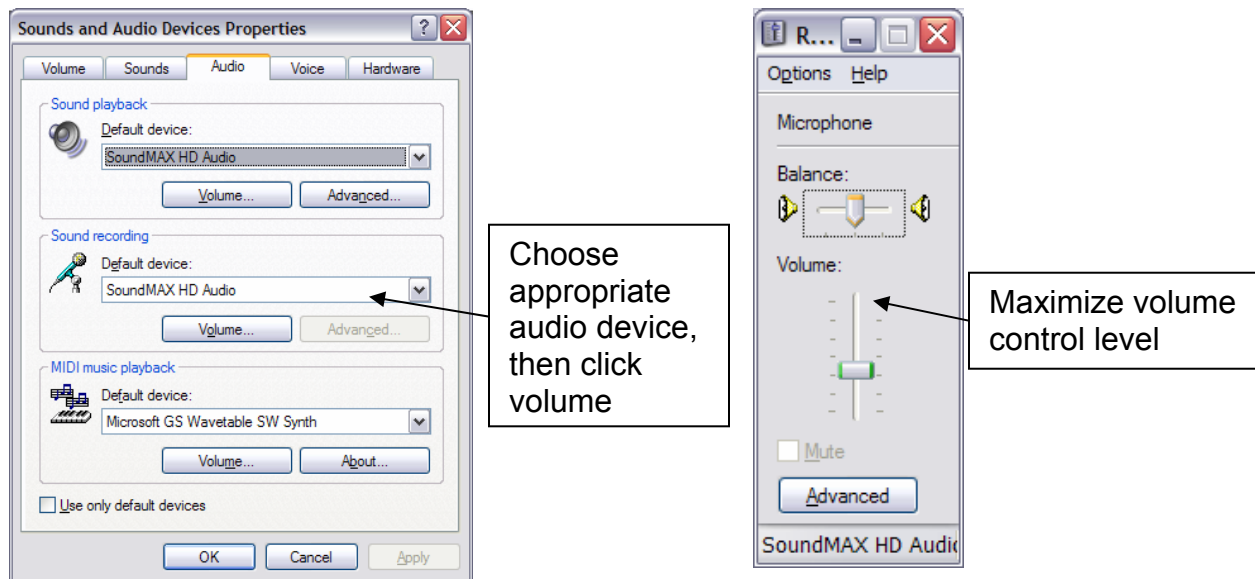 Sounds and Audio Devices Properties
Volume Sounds Audio Voice Hardware
Sound playback
Default device:
SoundMAX HD Audio
Volume... Advanced...
Sound recording
Default device:
SoundMAX HD Audio
Volume... Advanced...
MIDI music playback
Default device:
Microsoft GS Wavetable SW Synth
Volume... About...
Use only default devices
OK Cancel Apply
Choose
appropriate
audio device,
then click
volume
R...
Options Help
Microphone
Balance:
Volume:
Mute
Advanced
SoundMAX HD Audio
Maximize volume
control level